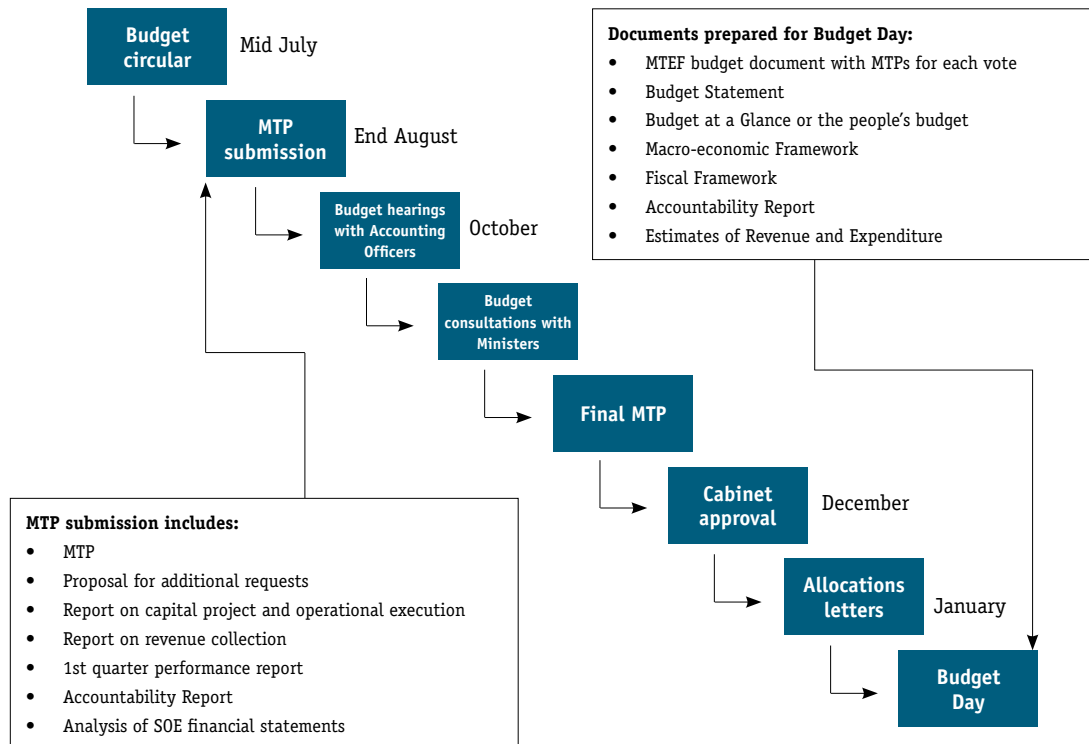 Budget
circular
Mid July
MTP
submission
End August
Budget hearings
with Accounting
Officers
October
Budget
consultations with
Ministers
Final MTP
Cabinet
approval
December
Allocations
letters
January
Budget
Day
Documents prepared for Budget Day:
• MTEF budget document with MTPs for each vote
• Budget Statement
• Budget at a Glance or the people's budget
• Macro-economic Framework
• Fiscal Framework
• Accountability Report
• Estimates of Revenue and Expenditure
MTP submission includes:
• MTP
• Proposal for additional requests
• Report on capital project and operational execution
• Report on revenue collection
• 1st quarter performance report
• Accountability Report
• Analysis of SOE financial statements